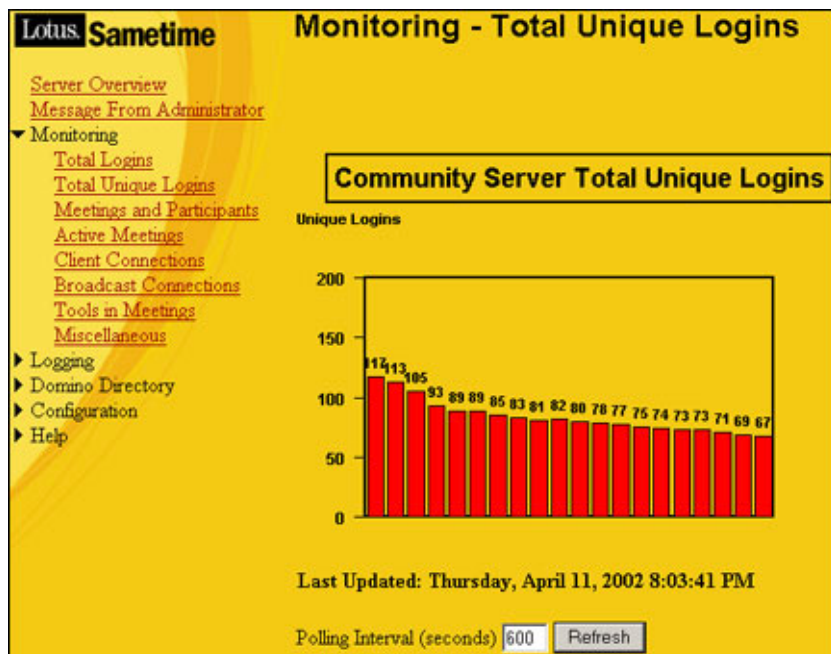 Lotus. Sametime
Server Overview
Message From Administrator
Monitoring
Total Logins
Total Unique Logins
Meetings and Participants
Active Meetings
Client Connections
Broadcast Connections
Tools in Meetings
Miscellaneous
Logging
Domino Directory
Configuration
Help
Monitoring - Total Unique Logins
Community Server Total Unique Logins
Unique Logins
200
150
100
50
0
117 113 105 93 89 89 85 83 81 82 80 78 77 75 74 73 73 71 69 67
Last Updated: Thursday, April 11, 2002 8:03:41 PM
Polling Interval (seconds) 600 Refresh